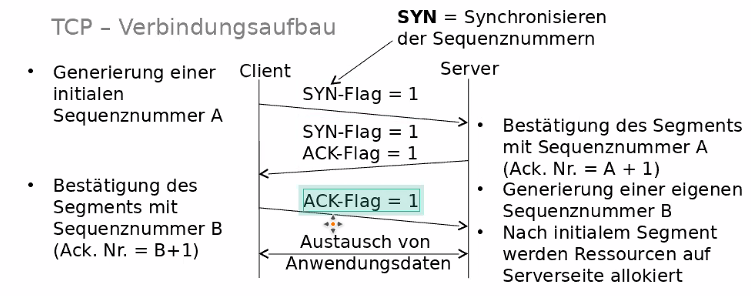 TCP – Verbindungsaufbau
SYN = Synchronisieren
der Sequenznummern
• Generierung einer
initialen
Sequenznummer A
Client
Server
SYN-Flag = 1
SYN-Flag = 1
ACK-Flag = 1
• Bestätigung des Segments
mit Sequenznummer A
(Ack. Nr. = A + 1)
• Generierung einer eigenen
Sequenznummer B
• Nach initialem Segment
werden Ressourcen auf
Serverseite allokiert
• Bestätigung des
Segments mit
Sequenznummer B
(Ack. Nr. = B+1)
ACK-Flag = 1
Austausch von
Anwendungsdaten